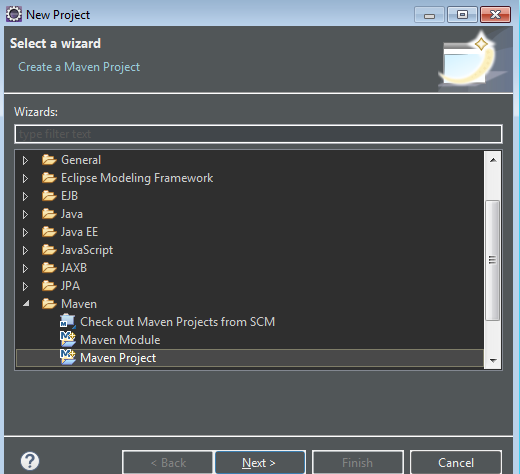 New Project
Select a wizard
Create a Maven Project
Wizards:
type filter text
General
Eclipse Modeling Framework
EJB
Java
Java EE
JavaScript
JAXB
JPA
Maven
Check out Maven Projects from SCM
Maven Module
Maven Project
? < Back Next > Finish Cancel